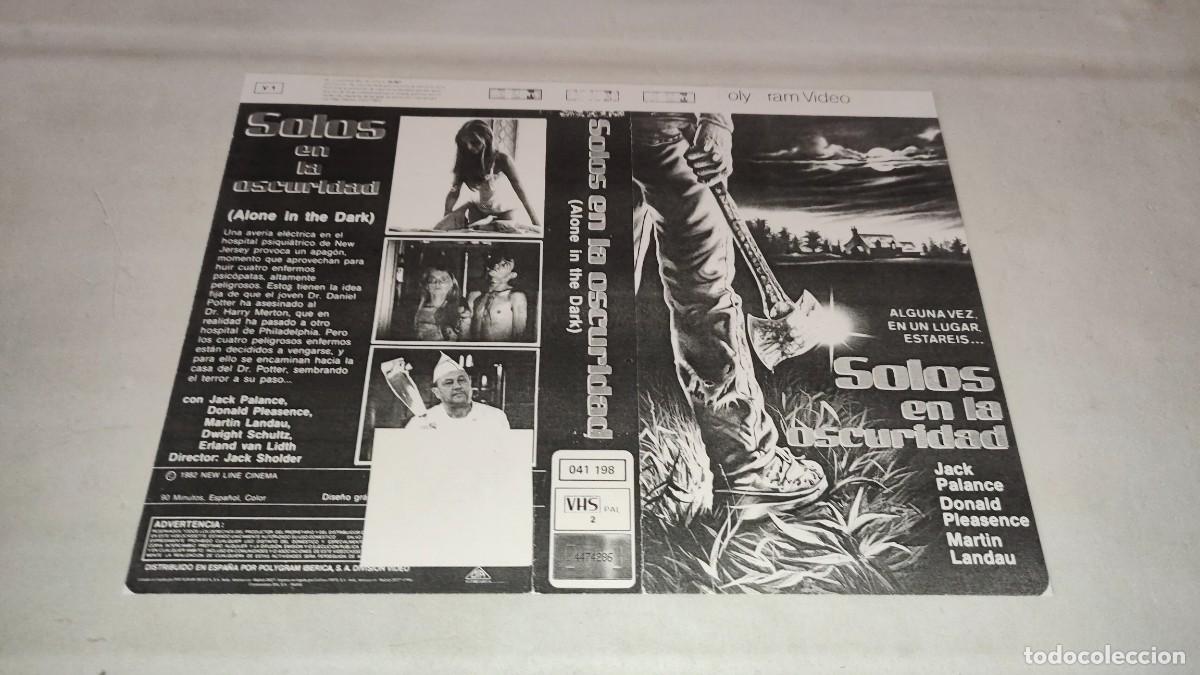 V 1
oly ram Video
Solos
en
la
oscuridad
(Alone in the Dark)
Una avería eléctrica en el
hospital psiquiátrico de New
Jersey provoca un apagón,
momento que aprovechan para
huir cuatro enfermos
psicópatas, altamente
peligrosos. Estos tienen la idea
fija de que el joven Dr. Daniel
Potter ha asesinado al
Dr. Harry Merton, que en
realidad ha pasado a otro
hospital de Philadelphia. Pero
los cuatro peligrosos enfermos
están decididos a vengarse, y
para ello se encaminan hacia la
casa del Dr. Potter, sembrando
el terror a su paso...
con Jack Palance,
Donald Pleasence,
Martin Landau,
Dwight Schultz,
Erland van Lidth
Director: Jack Sholder
© 1982 NEW LINE CINEMA
90 Minutos, Español, Color
Diseño grá
ADVERTENCIA:
DISTRIBUIDO EN ESPAÑA POR POLYGRAM IBERICA, S. A. DIVISION VIDEO
Solos en la oscuridad
(Alone in the Dark)
041 198
VHS PAL
2
4474286
ALGUNA VEZ,
EN UN LUGAR,
ESTAREIS...
Solos
en la
oscuridad
Jack
Palance
Donald
Pleasence
Martin
Landau
todocoleccion